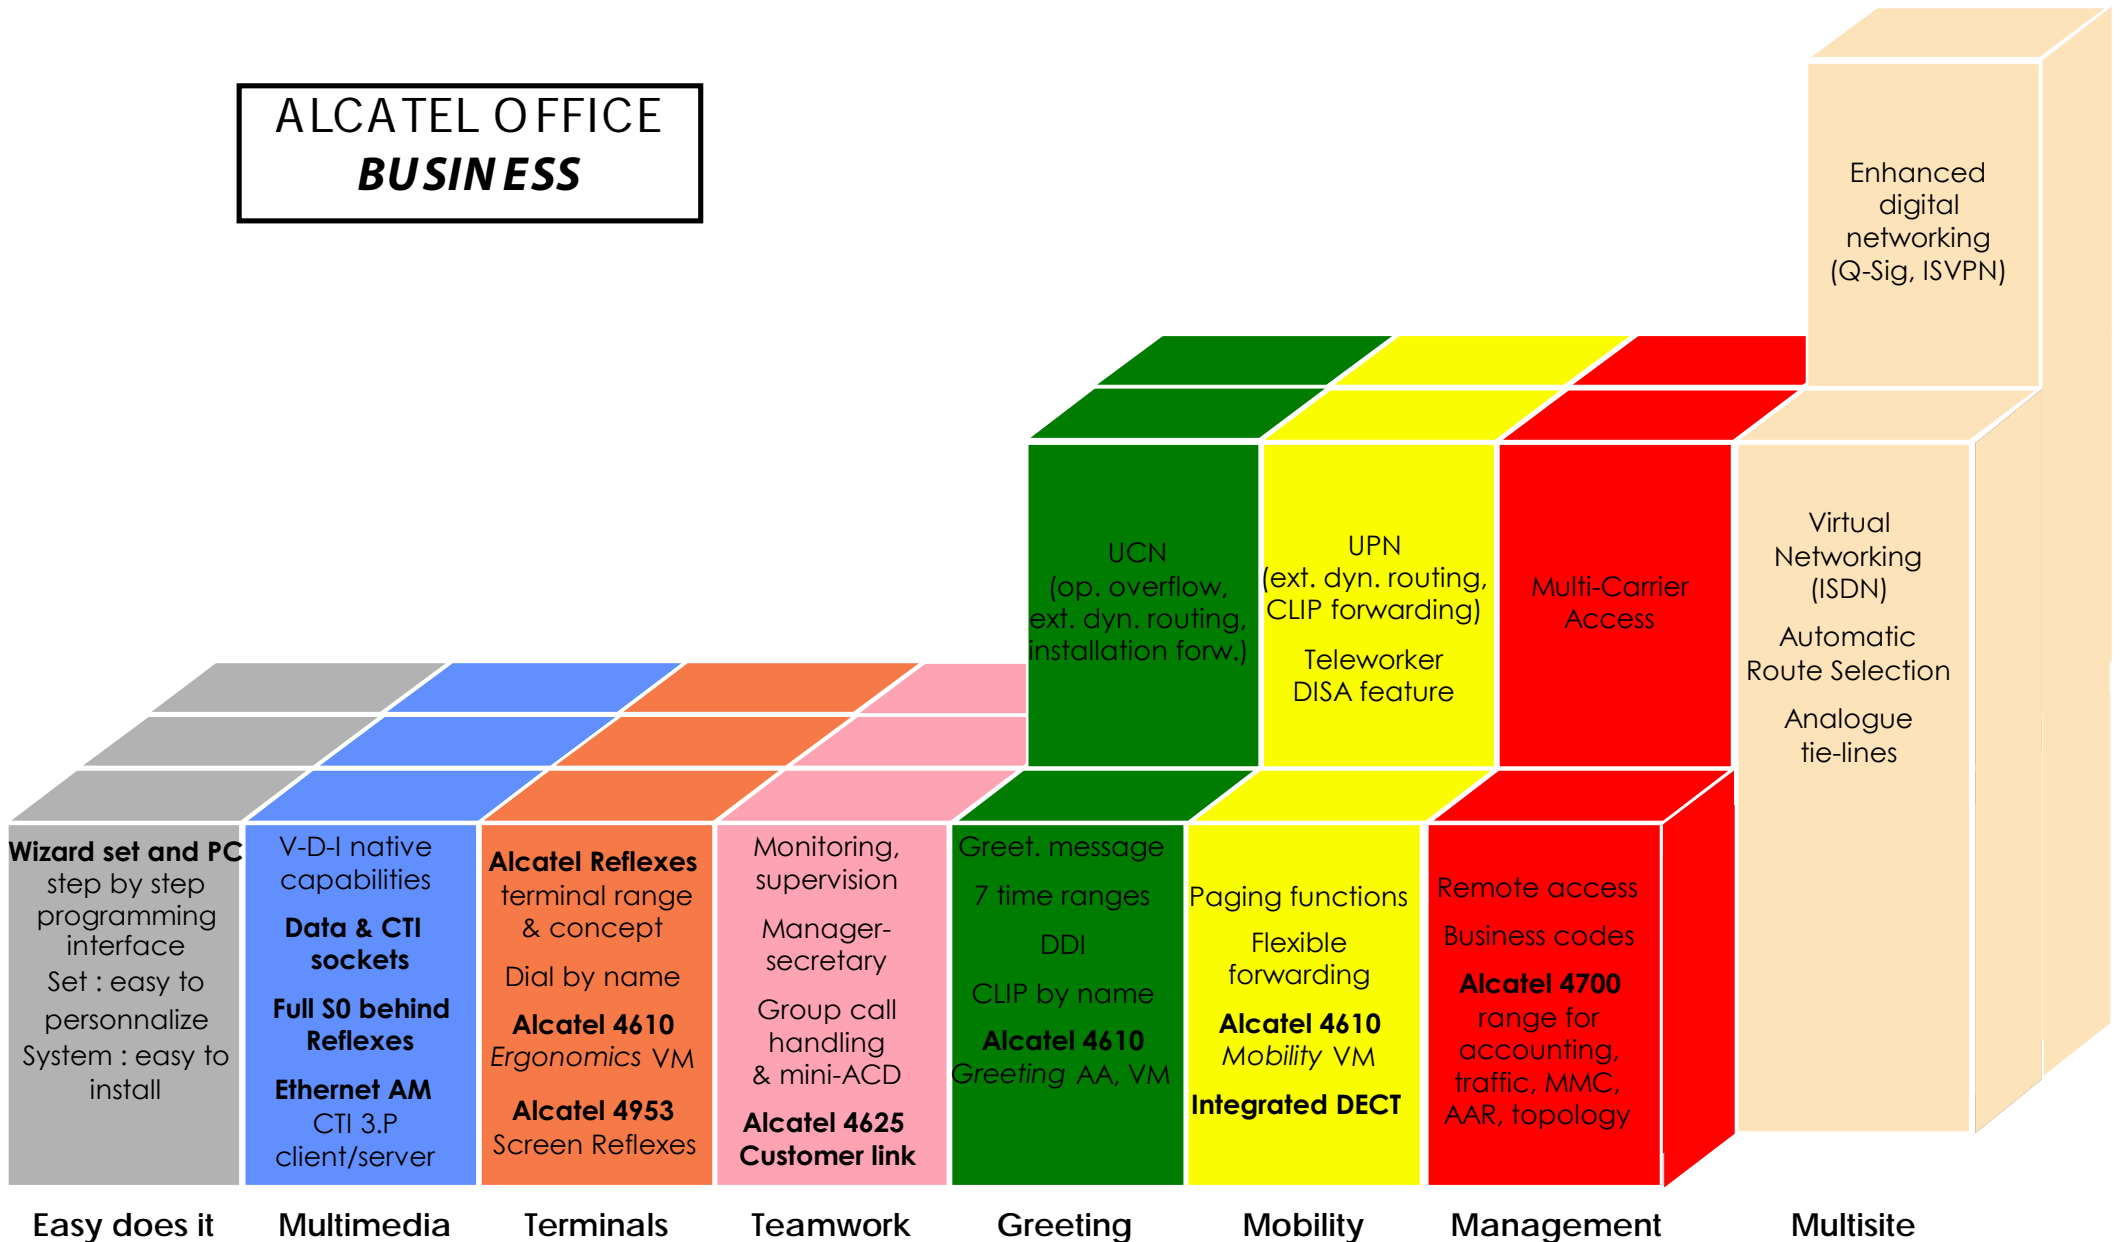 ALCATEL OFFICE
BUSINESS
Enhanced
digital
networking
(Q-Sig, ISVPN)
UCN
(op. overflow,
ext. dyn. routing,
installation forw.)
UPN
(ext. dyn. routing,
CLIP forwarding)
Teleworker
DISA feature
Multi-Carrier
Access
Virtual
Networking
(ISDN)
Automatic
Route Selection
Analogue
tie-lines
Wizard set and PC
step by step
programming
interface
Set : easy to
personnalize
System : easy to
install
V-D-I native
capabilities
Data & CTI
sockets
Full S0 behind
Reflexes
Ethernet AM
CTI 3.P
client/server
Alcatel Reflexes
terminal range
& concept
Dial by name
Alcatel 4610
Ergonomics VM
Alcatel 4953
Screen Reflexes
Monitoring,
supervision
Manager-
secretary
Group call
handling
& mini-ACD
Alcatel 4625
Customer link
Greet. message
7 time ranges
DDI
CLIP by name
Alcatel 4610
Greeting AA, VM
Paging functions
Flexible
forwarding
Alcatel 4610
Mobility VM
Integrated DECT
Remote access
Business codes
Alcatel 4700
range for
accounting,
traffic, MMC,
AAR, topology
Easy does it
Multimedia
Terminals
Teamwork
Greeting
Mobility
Management
Multisite